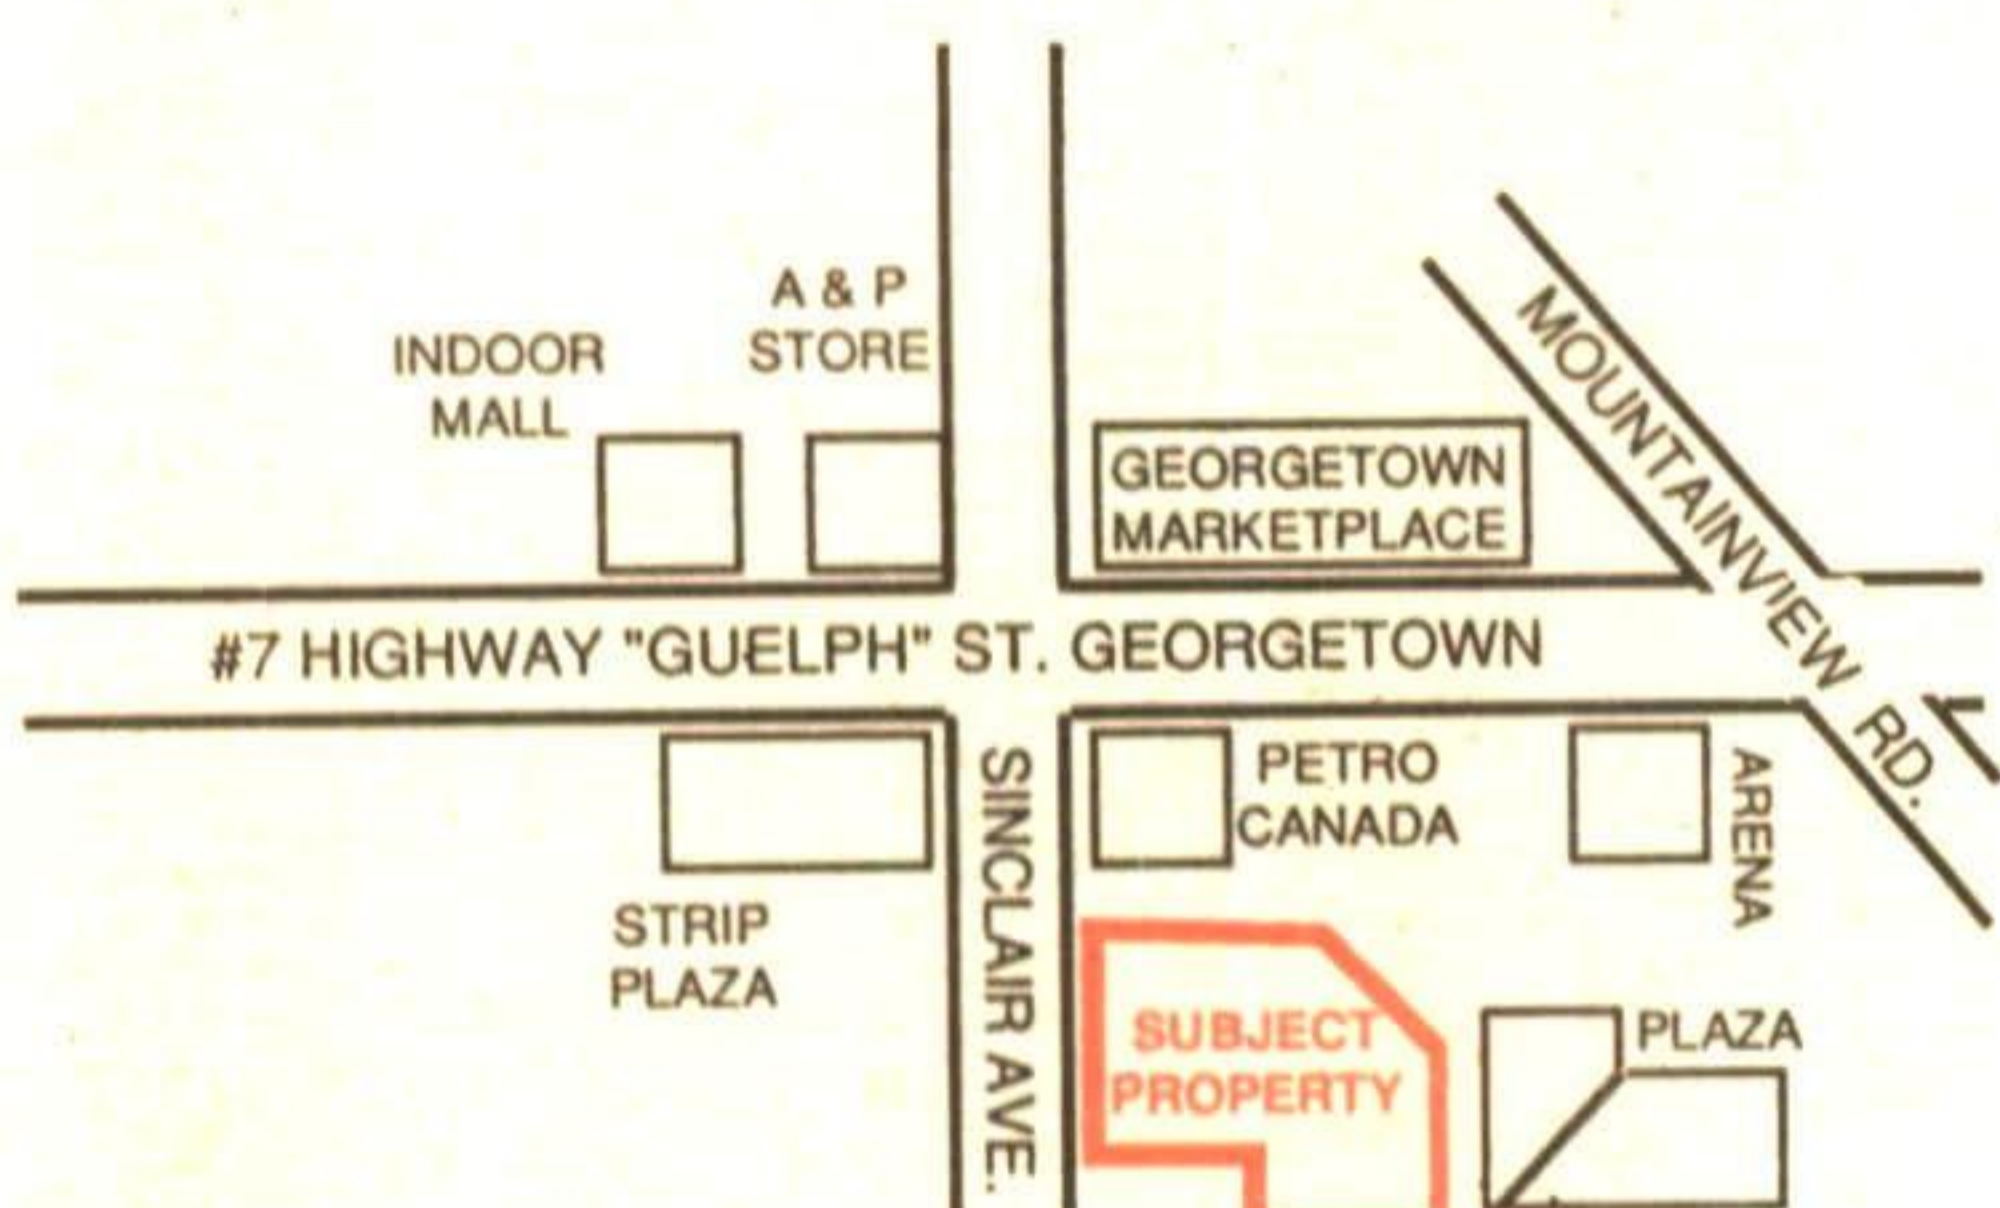 A & P
STORE
INDOOR
MALL
GEORGETOWN
MARKETPLACE
MOUNTAINVIEW RD.
#7 HIGHWAY "GUELPH" ST. GEORGETOWN
SINCLAIR AVE.
PETRO
CANADA
ARENA
STRIP
PLAZA
SUBJECT
PROPERTY
PLAZA